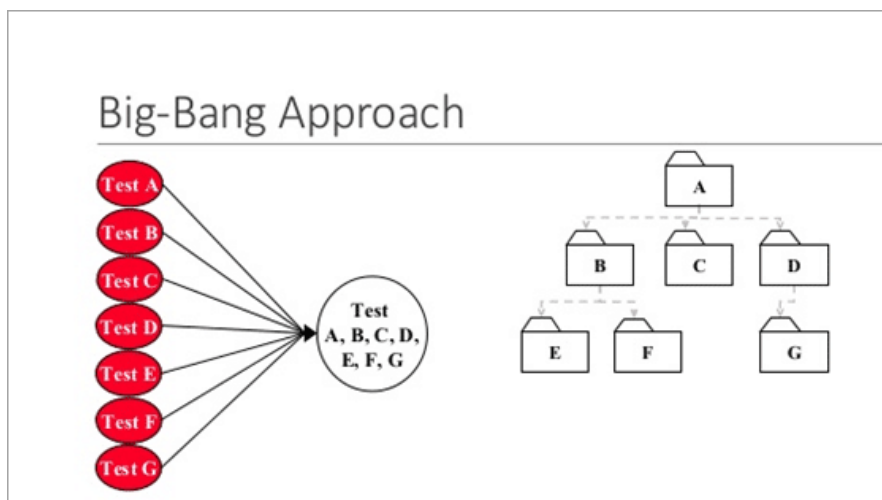 Big-Bang Approach
Test A
Test B
Test C
Test D
Test E
Test F
Test G
Test
A, B, C, D,
E, F, G
A
B
C
D
E
F
G